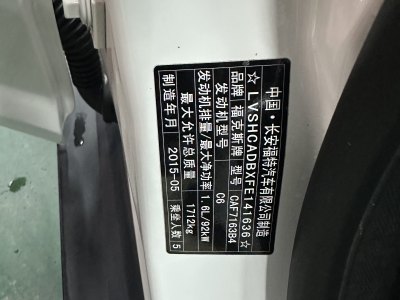 中国·长安福特汽车有限公司制造
☆LVSHCADBXFE141636☆
品牌 福克斯牌 型号 CAF7163B4
发动机型号 C6
发动机排量/最大净功率 1.6L/92kW
最大允许总质量 1712kg
制造年月 2015-05 乘坐人数 5